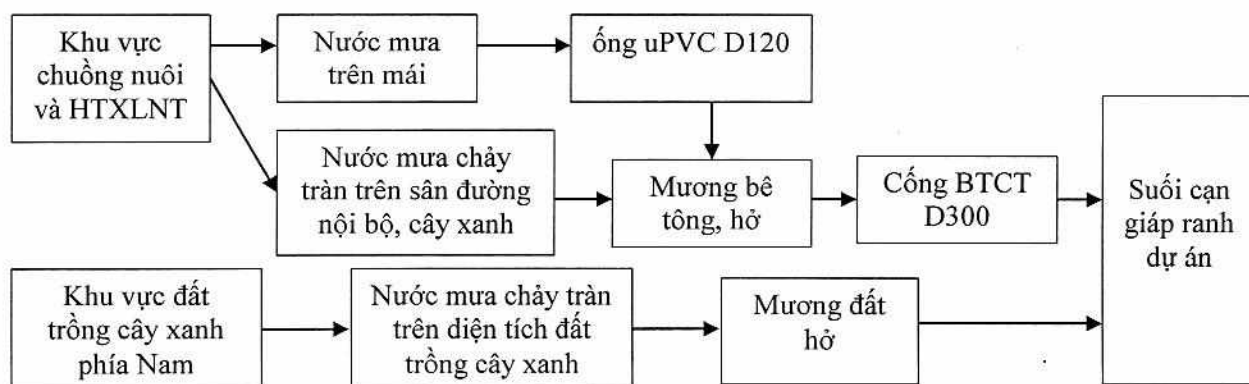 Khu vực
chuồng nuôi
và HTXLNT
Nước mưa
trên mái
ống uPVC D120
Nước mưa chảy
tràn trên sân đường
nội bộ, cây xanh
Mương bê
tông, hở
Cống BTCT
D300
Suối cạn
giáp ranh
dự án
Khu vực đất
trồng cây xanh
phía Nam
Nước mưa chảy tràn
trên diện tích đất
trồng cây xanh
Mương đất
hở